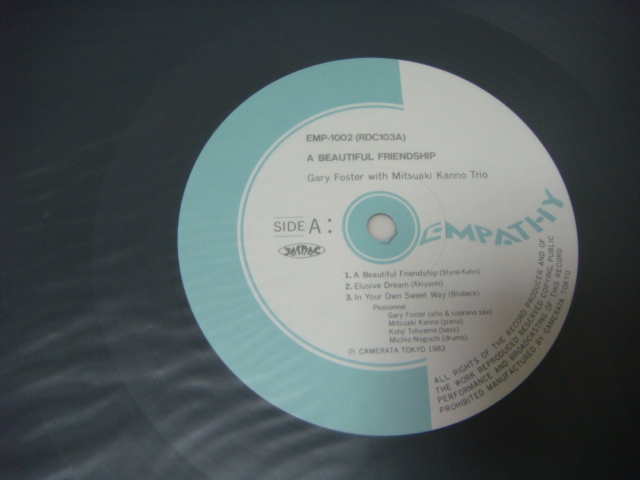 EMP-1002 (RDC103A)
A BEAUTIFUL FRIENDSHIP
Gary Foster with Mitsuaki Kanno Trio
SIDE A:
JASRAC
EMPATHY
1. A Beautiful Friendship (Styne-Kahn)
2. Elusive Dream (Akiyoshi)
3. In Your Own Sweet Way (Brubeck)
Peasonnel
Gary Foster (alto & soprano sax)
Mitsuaki Kanno (piano)
Kohji Tohyama (bass)
Michio Noguchi (drums)
℗ CAMERATA TOKYO 1983
ALL RIGHTS OF THE RECORD PRODUCER AND OF
THE WORK REPRODUCED RESERVED COPYING, PUBLIC
PERFORMANCE AND BROADCASTING OF THIS RECORD
PROHIBITED MANUFACTURED BY CAMERATA TOKYO